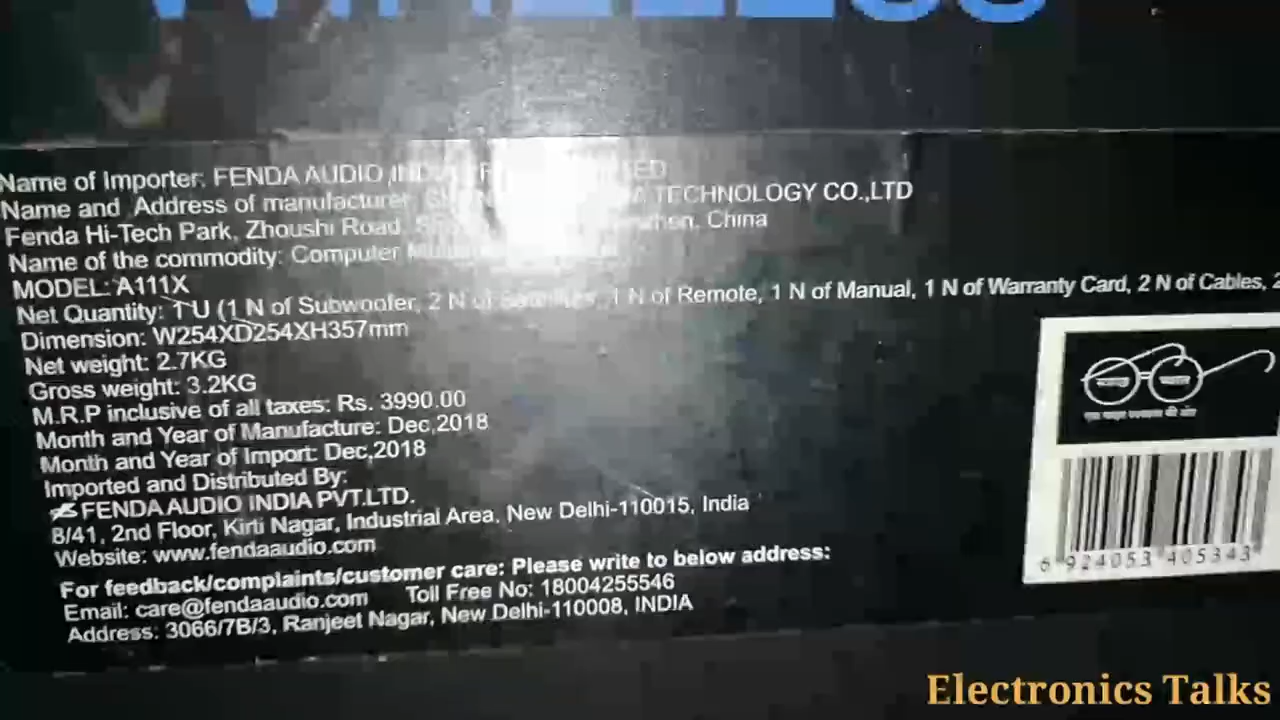 WIRELESS
Name of Importer: FENDA AUDIO
Name and Address of manufacturer TECHNOLOGY CO.,LTD
Fenda Hi-Tech Park, Zhoushi Road, China
Name of the commodity: Computer
MODEL: A111X
Net Quantity: 1 U (1 N of Subwoofer, 2 N of 1 N of Remote, 1 N of Manual, 1 N of Warranty Card, 2 N of Cables, 2
Dimension: W254XD254XH357mm
Net weight: 2.7KG
Gross weight: 3.2KG
M.R.P inclusive of all taxes: Rs. 3990.00
Month and Year of Manufacture: Dec,2018
Month and Year of Import: Dec,2018
Imported and Distributed By:
FENDA AUDIO INDIA PVT.LTD.
8/41, 2nd Floor, Kirti Nagar, Industrial Area, New Delhi-110015, India
Website: www.fendaaudio.com
For feedback/complaints/customer care: Please write to below address:
Email: care@fendaaudio.com Toll Free No: 18004255546
Address: 3066/7B/3, Ranjeet Nagar, New Delhi-110008, INDIA
6 924053 405343
Electronics Talks